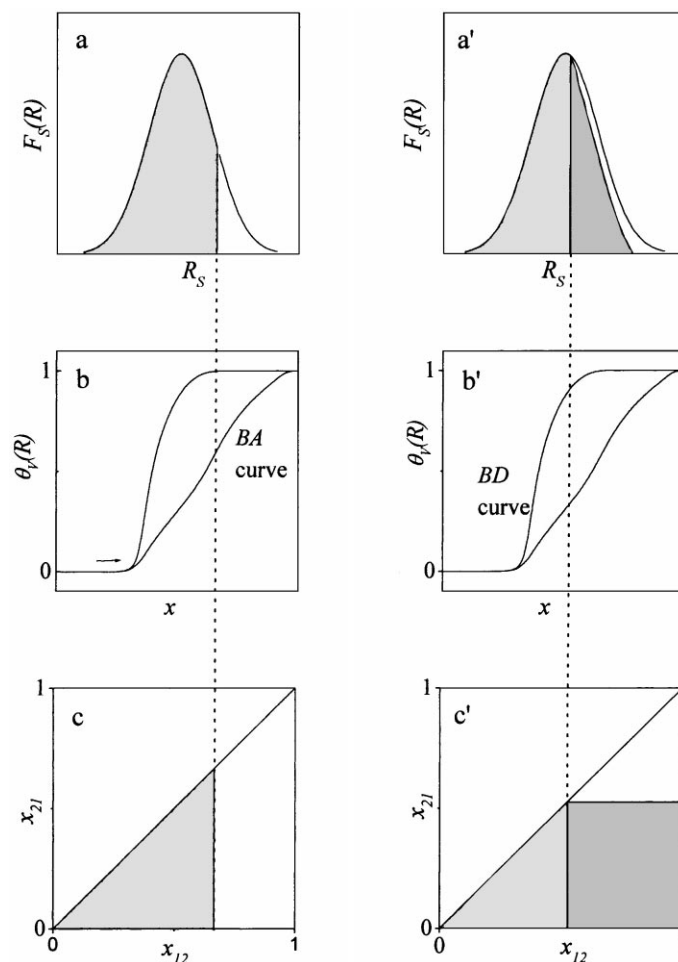 a
F_S(R)
R_S
a'
F_S(R)
R_S
1
b
θ_V(R)
BA
curve
0
x
1
b'
θ_V(R)
BD
curve
0
x
1
c
x_21
0
0
x_12
1
1
c'
x_21
0
0
x_12